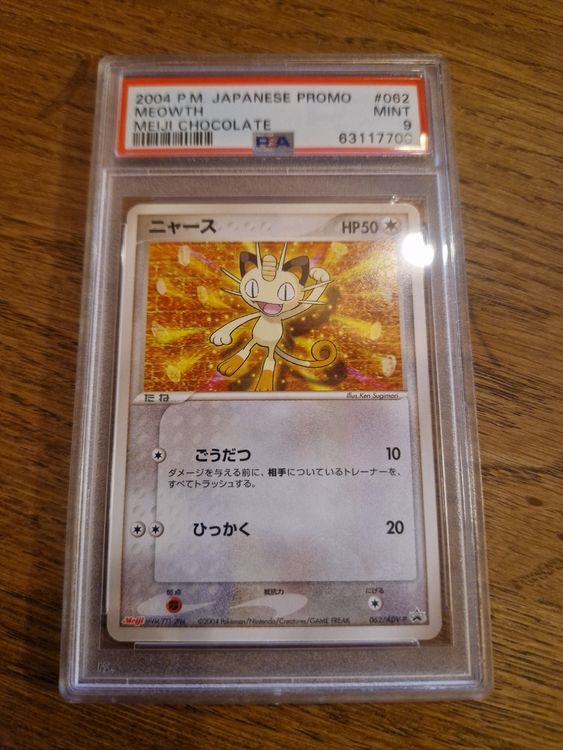 2004 P.M. JAPANESE PROMO #062
MEOWTH MINT
MEIJI CHOCOLATE 9
PSA
ニャース HP50
たね Illus. Ken Sugimori
ごうだつ 10
ダメージを与える前に、相手についているトレーナーを、
すべてトラッシュする。
ひっかく 20
弱点 抵抗力 にげる
Meiji ©2004 Pokémon/Nintendo/Creatures/GAME FREAK 062/ADV-P